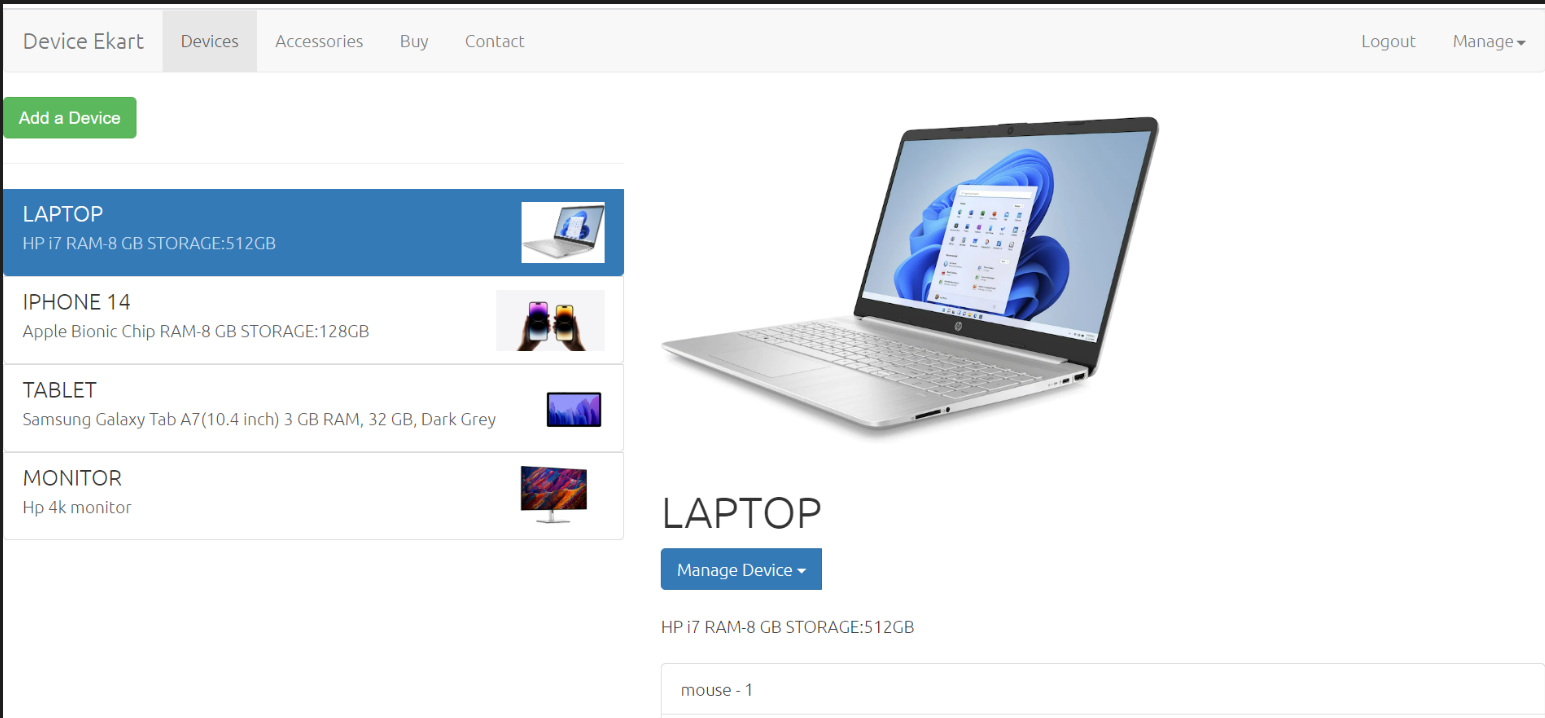 Device Ekart Devices Accessories Buy Contact Logout Manage
Add a Device
LAPTOP
HP i7 RAM-8 GB STORAGE:512GB
IPHONE 14
Apple Bionic Chip RAM-8 GB STORAGE:128GB
TABLET
Samsung Galaxy Tab A7(10.4 inch) 3 GB RAM, 32 GB, Dark Grey
MONITOR
Hp 4k monitor
LAPTOP
Manage Device
HP i7 RAM-8 GB STORAGE:512GB
mouse - 1